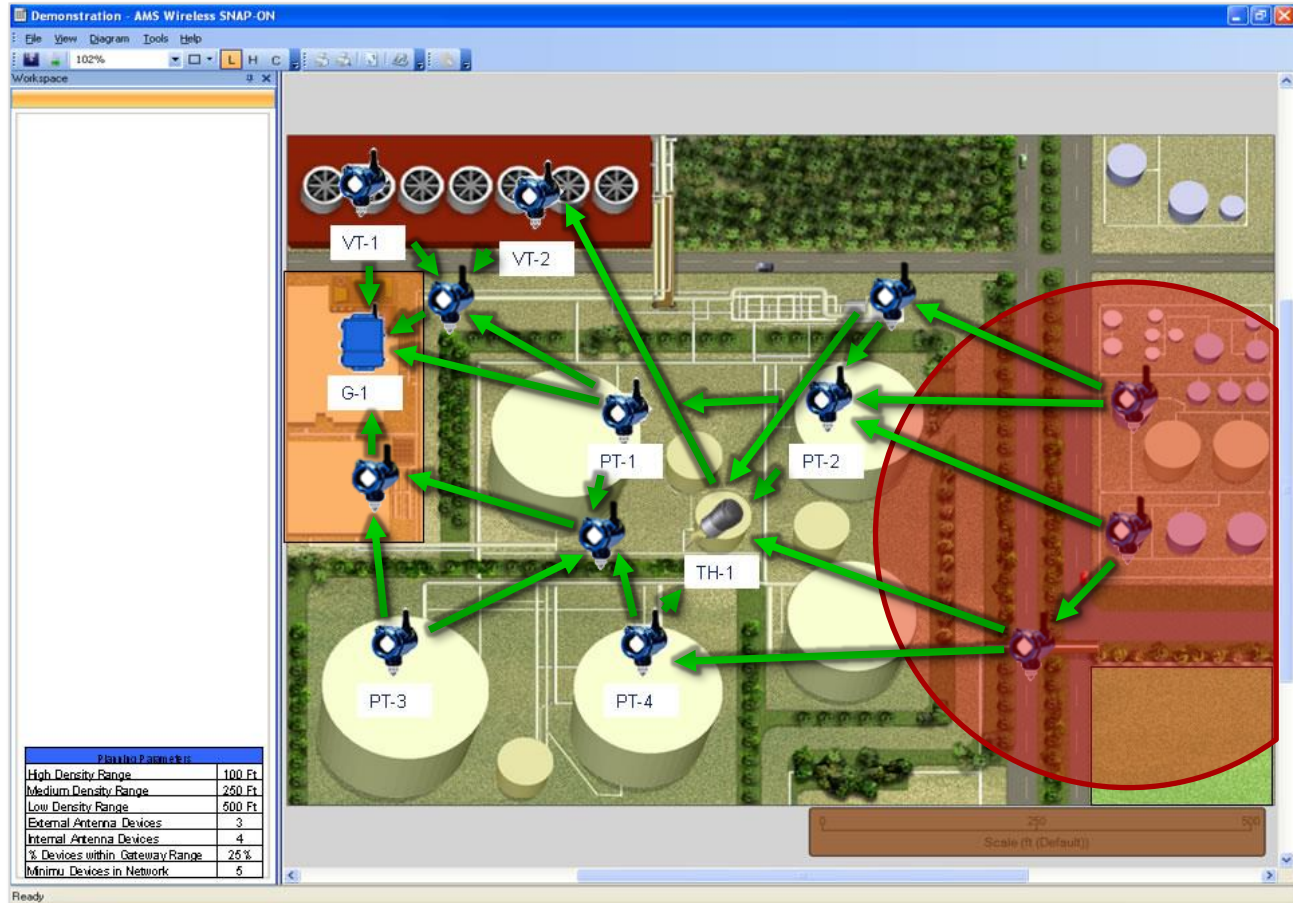 Demonstration - AMS Wireless SNAP-ON
File View Diagram Tools Help
102% L H C
Workspace
VT-1
VT-2
G-1
PT-1
PT-2
TH-1
PT-3
PT-4
Planning Parameters
High Density Range 100 Ft
Medium Density Range 250 Ft
Low Density Range 500 Ft
External Antenna Devices 3
Internal Antenna Devices 4
% Devices within Gateway Range 25%
Minimu Devices in Network 5
0 250 500
Scale (ft (Default))
Ready